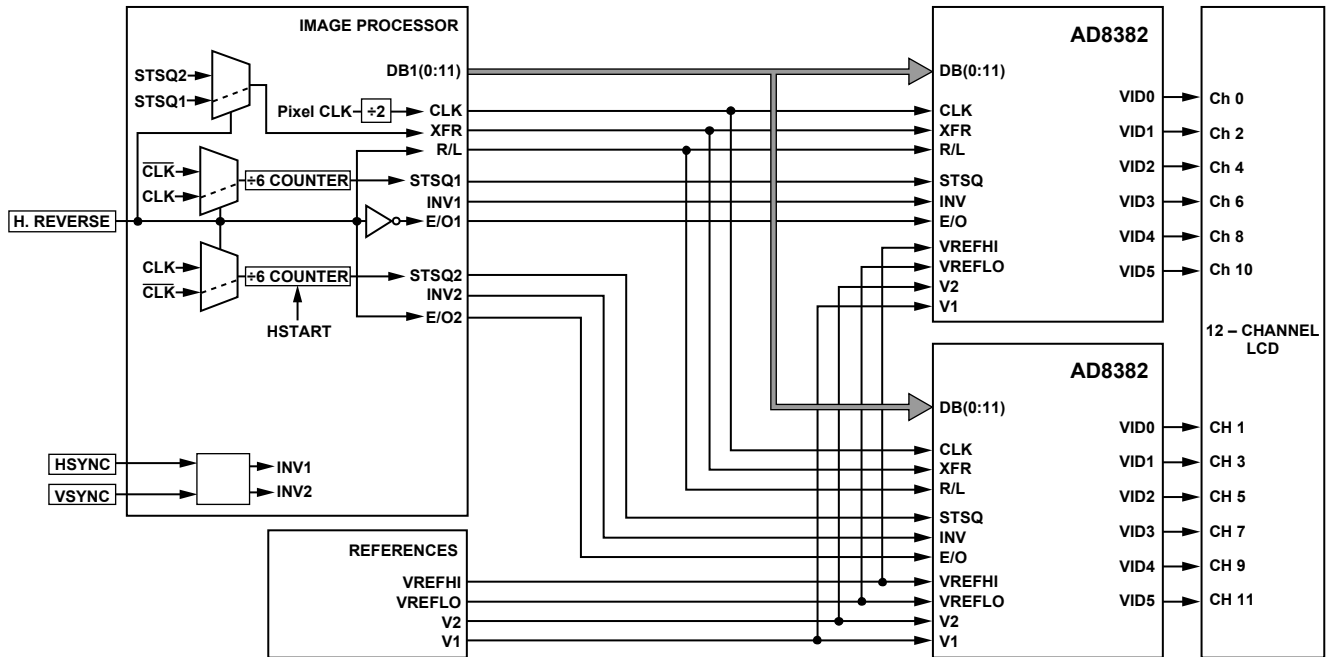 IMAGE PROCESSOR
STSQ2
STSQ1
DB1(0:11)
Pixel CLK
÷2
CLK
XFR
R/L
CLK
CLK
÷6 COUNTER
STSQ1
INV1
E/O1
H. REVERSE
CLK
CLK
÷6 COUNTER
STSQ2
INV2
E/O2
HSTART
HSYNC
VSYNC
INV1
INV2
REFERENCES
VREFHI
VREFLO
V2
V1
AD8382
DB(0:11)
CLK
XFR
R/L
STSQ
INV
E/O
VREFHI
VREFLO
V2
V1
VID0
VID1
VID2
VID3
VID4
VID5
Ch 0
Ch 2
Ch 4
Ch 6
Ch 8
Ch 10
AD8382
DB(0:11)
CLK
XFR
R/L
STSQ
INV
E/O
VREFHI
VREFLO
V2
V1
VID0
VID1
VID2
VID3
VID4
VID5
12 – CHANNEL
LCD
CH 1
CH 3
CH 5
CH 7
CH 9
CH 11